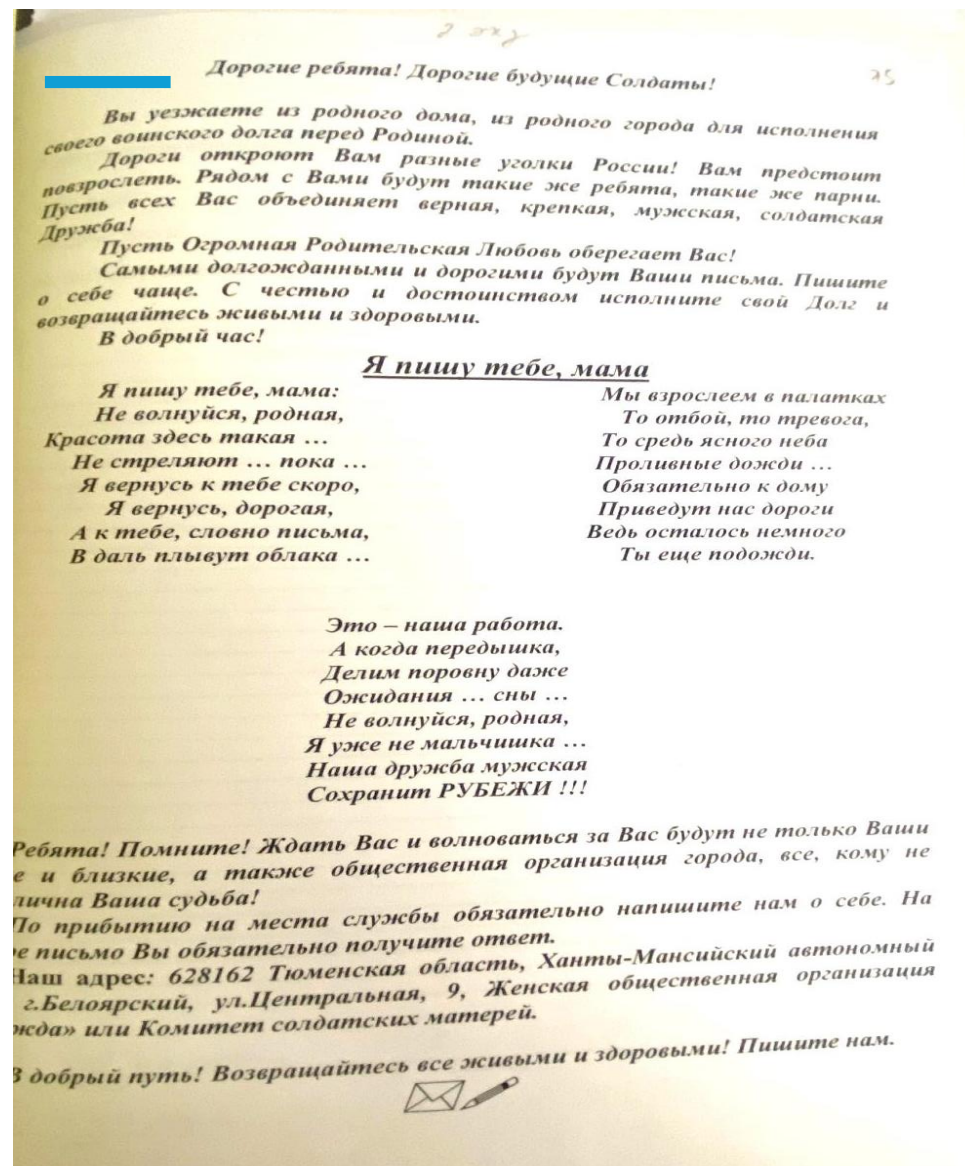 Дорогие ребята! Дорогие будущие Солдаты!
75
Вы уезжаете из родного дома, из родного города для исполнения
своего воинского долга перед Родиной.
Дороги откроют Вам разные уголки России! Вам предстоит
повзрослеть. Рядом с Вами будут такие же ребята, такие же парни.
Пусть всех Вас объединяет верная, крепкая, мужская, солдатская
Дружба!
Пусть Огромная Родительская Любовь оберегает Вас!
Самыми долгожданными и дорогими будут Ваши письма. Пишите
о себе чаще. С честью и достоинством исполните свой Долг и
возвращайтесь живыми и здоровыми.
В добрый час!
Я пишу тебе, мама
Я пишу тебе, мама:
Не волнуйся, родная,
Красота здесь такая ...
Не стреляют ... пока ...
Я вернусь к тебе скоро,
Я вернусь, дорогая,
А к тебе, словно письма,
В даль плывут облака ...
Мы взрослеем в палатках
То отбой, то тревога,
То средь ясного неба
Проливные дожди ...
Обязательно к дому
Приведут нас дороги
Ведь осталось немного
Ты еще подожди.
Это – наша работа.
А когда передышка,
Делим поровну даже
Ожидания ... сны ...
Не волнуйся, родная,
Я уже не мальчишка ...
Наша дружба мужская
Сохранит РУБЕЖИ !!!
Ребята! Помните! Ждать Вас и волноваться за Вас будут не только Ваши
е и близкие, а также общественная организация города, все, кому не
лична Ваша судьба!
По прибытию на места службы обязательно напишите нам о себе. На
ое письмо Вы обязательно получите ответ.
Наш адрес: 628162 Тюменская область, Ханты-Мансийский автономный
г.Белоярский, ул.Центральная, 9, Женская общественная организация
жда» или Комитет солдатских матерей.
В добрый путь! Возвращайтесь все живыми и здоровыми! Пишите нам.